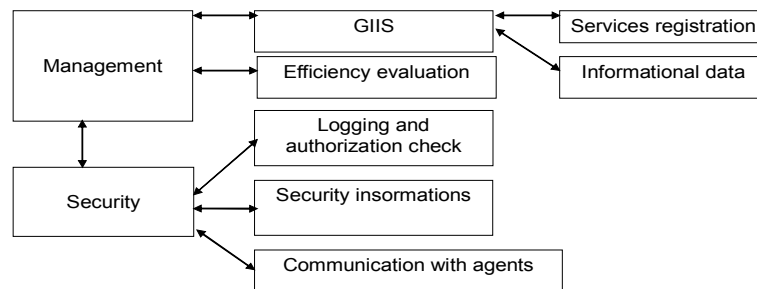 GIIS
Services registration
Management
Efficiency evaluation
Informational data
Logging and
authorization check
Security
Security insormations
Communication with agents